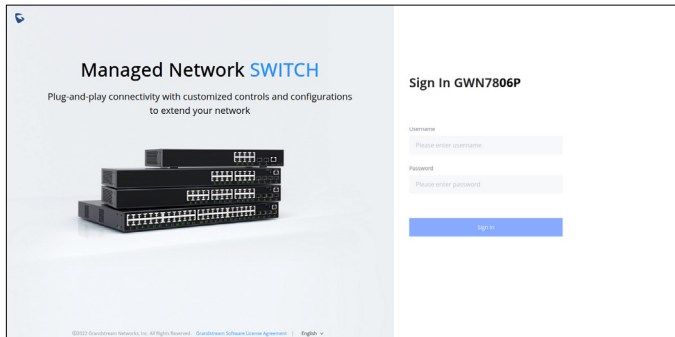 Managed Network SWITCH
Plug-and-play connectivity with customized controls and configurations
to extend your network
©2022 Grandstream Networks, Inc. All Rights Reserved. Grandstream Software License Agreement | English
Sign In GWN7806P
Username
Please enter username
Password
Please enter password
Sign in